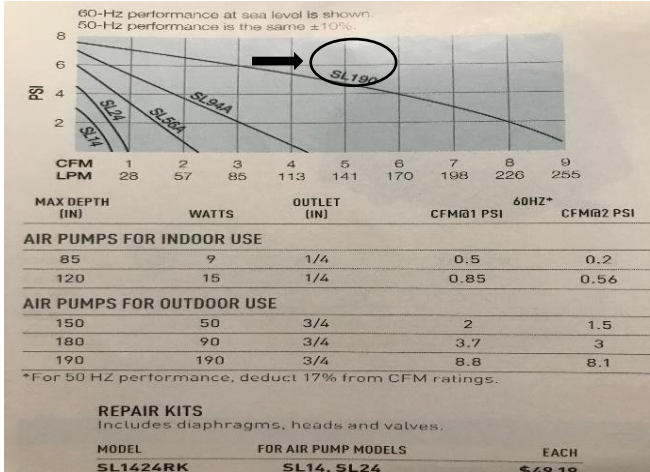 60-Hz performance at sea level is shown.
50-Hz performance is the same ±10%.
8
6
4
2
PSI
SL14
SL24
SL56A
SL94A
SL190
CFM 1 2 3 4 5 6 7 8 9
LPM 28 57 85 113 141 170 198 226 255
MAX DEPTH (IN) WATTS OUTLET (IN) 60HZ*
CFM@1 PSI CFM@2 PSI
AIR PUMPS FOR INDOOR USE
85 9 1/4 0.5 0.2
120 15 1/4 0.85 0.56
AIR PUMPS FOR OUTDOOR USE
150 50 3/4 2 1.5
180 90 3/4 3.7 3
190 190 3/4 8.8 8.1
*For 50 HZ performance, deduct 17% from CFM ratings.
REPAIR KITS
Includes diaphragms, heads and valves.
MODEL FOR AIR PUMP MODELS EACH
SL1424RK SL14, SL24 $49.19